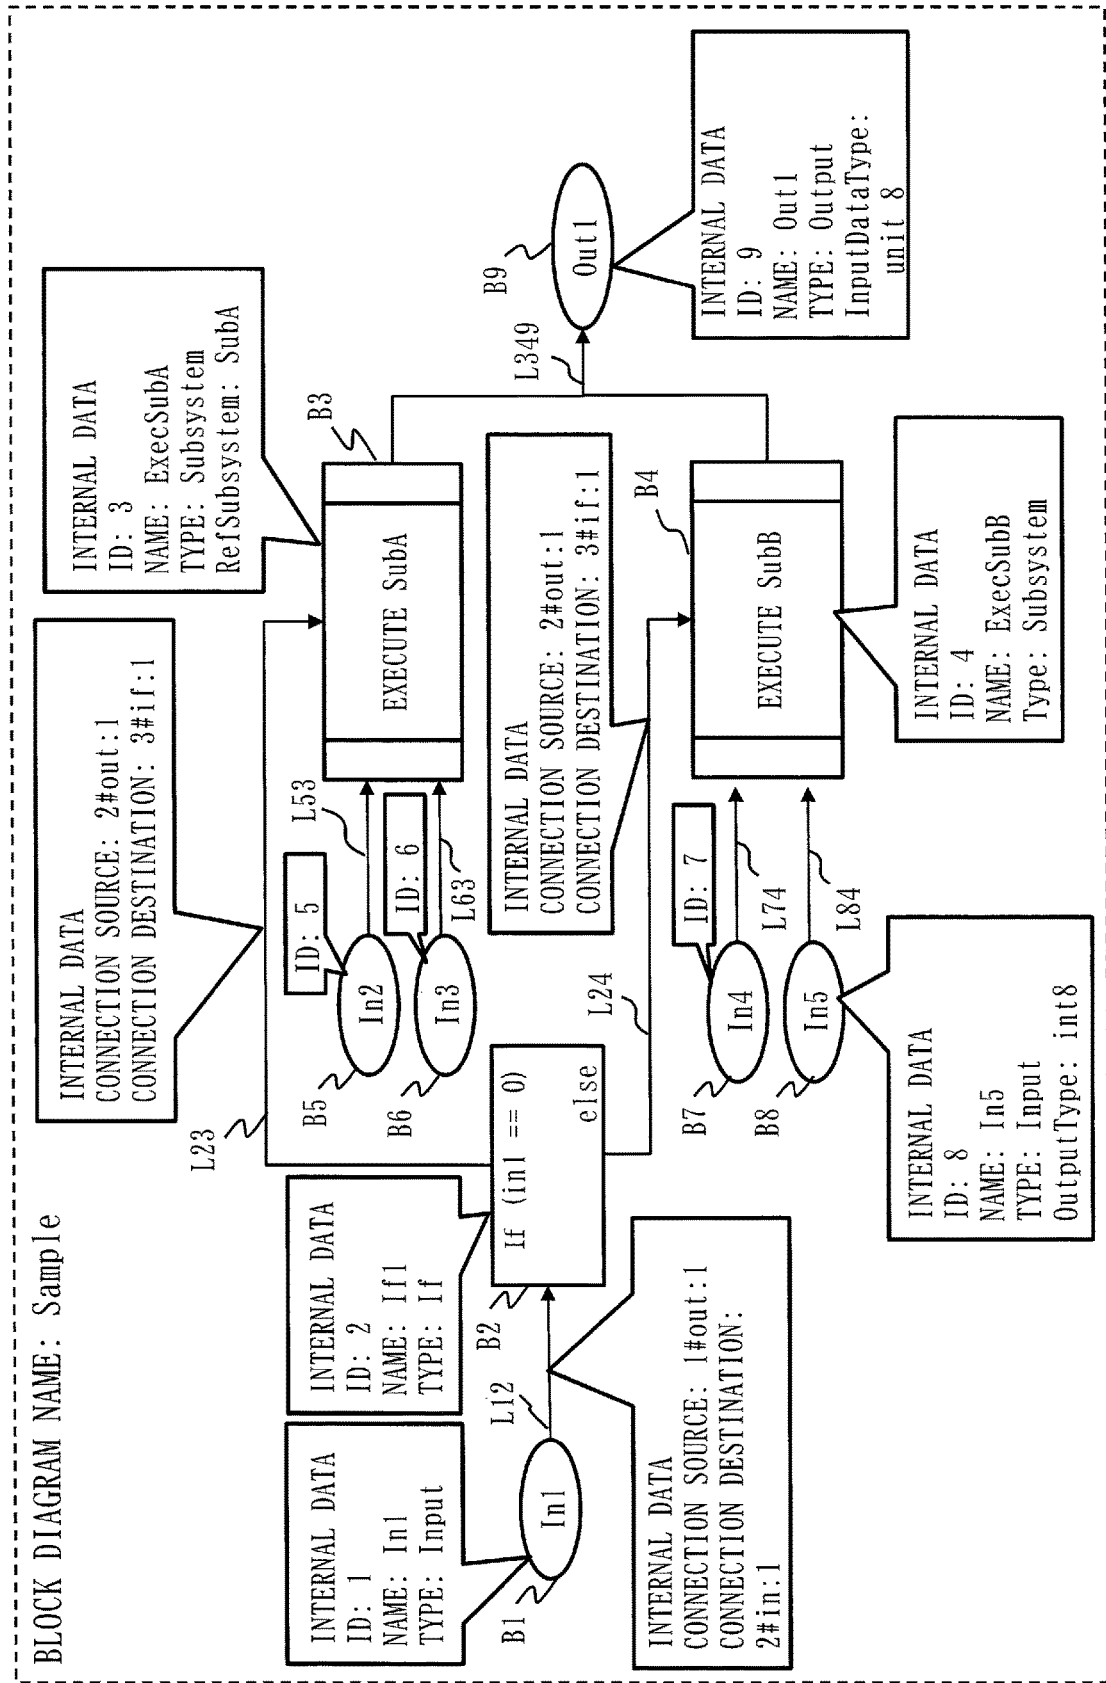 BLOCK DIAGRAM NAME: Sample
INTERNAL DATA
ID: 1
NAME: In1
TYPE: Input
In1
B1
L12
INTERNAL DATA
CONNECTION SOURCE: 1#out:1
CONNECTION DESTINATION:
2#in:1
INTERNAL DATA
ID: 2
NAME: If1
TYPE: If
B2
If (in1 == 0)
else
L23
INTERNAL DATA
CONNECTION SOURCE: 2#out:1
CONNECTION DESTINATION: 3#if:1
B5
In2
ID: 5
L53
B6
In3
ID: 6
L63
L24
INTERNAL DATA
CONNECTION SOURCE: 2#out:1
CONNECTION DESTINATION: 3#if:1
B7
In4
ID: 7
L74
B8
In5
L84
INTERNAL DATA
ID: 8
NAME: In5
TYPE: Input
OutputType: int8
INTERNAL DATA
ID: 3
NAME: ExecSubA
TYPE: Subsystem
RefSubsystem: SubA
B3
EXECUTE SubA
B4
EXECUTE SubB
INTERNAL DATA
ID: 4
NAME: ExecSubB
Type: Subsystem
L349
B9
Out1
INTERNAL DATA
ID: 9
NAME: Out1
TYPE: Output
InputDataType:
unit 8